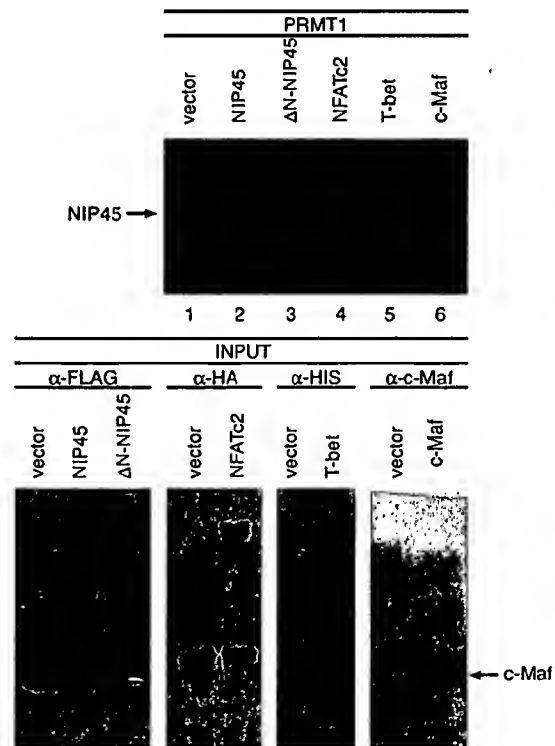 PRMT1
vector NIP45 ΔN-NIP45 NFATc2 T-bet c-Maf
NIP45
1 2 3 4 5 6
INPUT
α-FLAG α-HA α-HIS α-c-Maf
vector NIP45 ΔN-NIP45 vector NFATc2 vector T-bet vector c-Maf
c-Maf